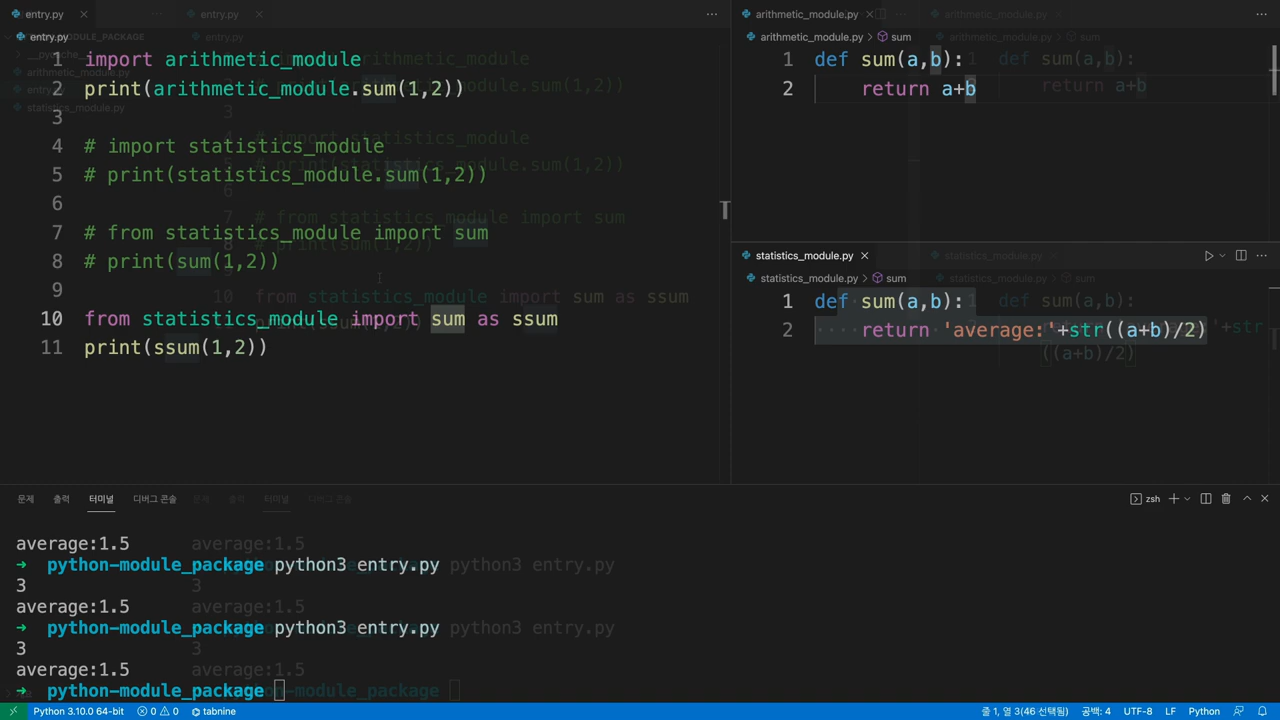 entry.py
entry.py
1 import arithmetic_module
2 print(arithmetic_module.sum(1,2))
3
4 # import statistics_module
5 # print(statistics_module.sum(1,2))
6
7 # from statistics_module import sum
8 # print(sum(1,2))
9
10 from statistics_module import sum as ssum
11 print(ssum(1,2))
arithmetic_module.py
arithmetic_module.py > sum
1 def sum(a,b):
2 return a+b
statistics_module.py
statistics_module.py > sum
1 def sum(a,b):
2 return 'average:'+str((a+b)/2)
문제 출력 터미널 디버그 콘솔
zsh
average:1.5
→ python-module_package python3 entry.py
3
average:1.5
→ python-module_package python3 entry.py
3
average:1.5
→ python-module_package
Python 3.10.0 64-bit 0 0 tabnine
줄 1, 열 3(46 선택됨) 공백: 4 UTF-8 LF Python